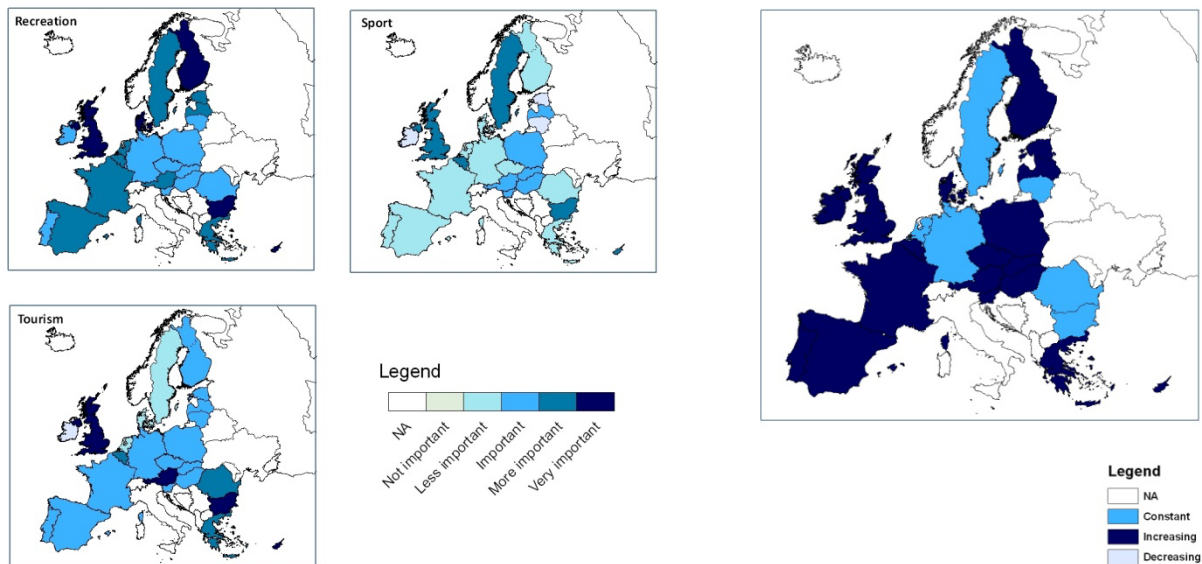 Recreation
Sport
Tourism
Legend
NA
Not important
Less important
Important
More important
Very important
Legend
NA
Constant
Increasing
Decreasing